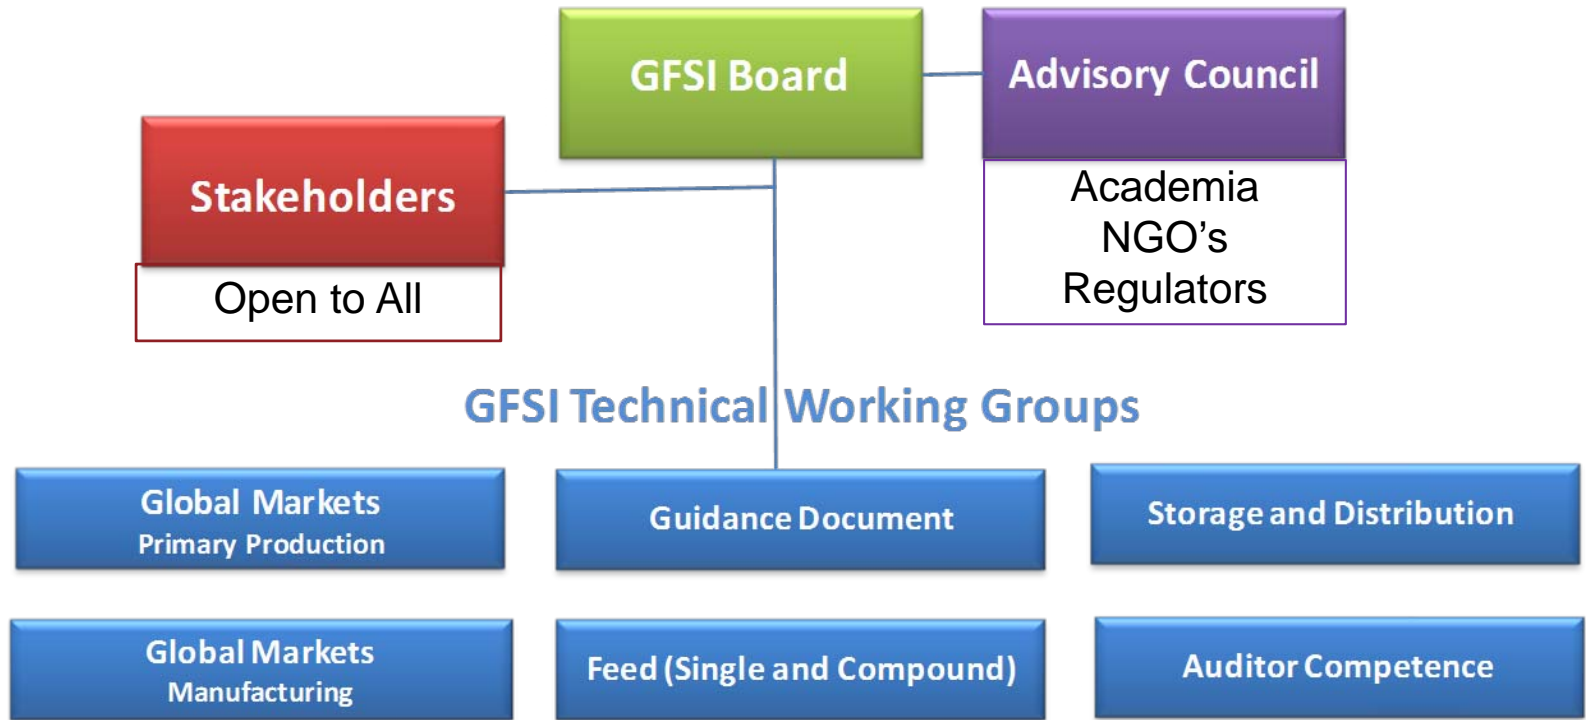 GFSI Board
Advisory Council
Stakeholders
Academia
NGO’s
Regulators
Open to All
GFSI Technical Working Groups
Global Markets
Primary Production
Guidance Document
Storage and Distribution
Global Markets
Manufacturing
Feed (Single and Compound)
Auditor Competence